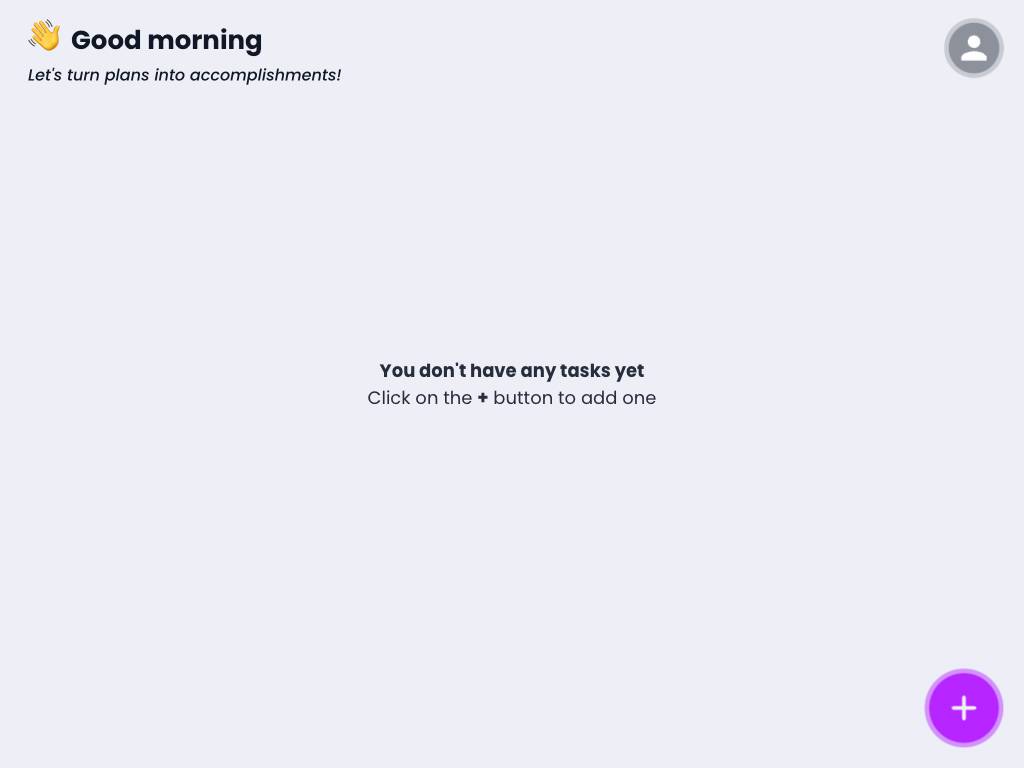 👋 Good morning
Let's turn plans into accomplishments!
You don't have any tasks yet
Click on the + button to add one